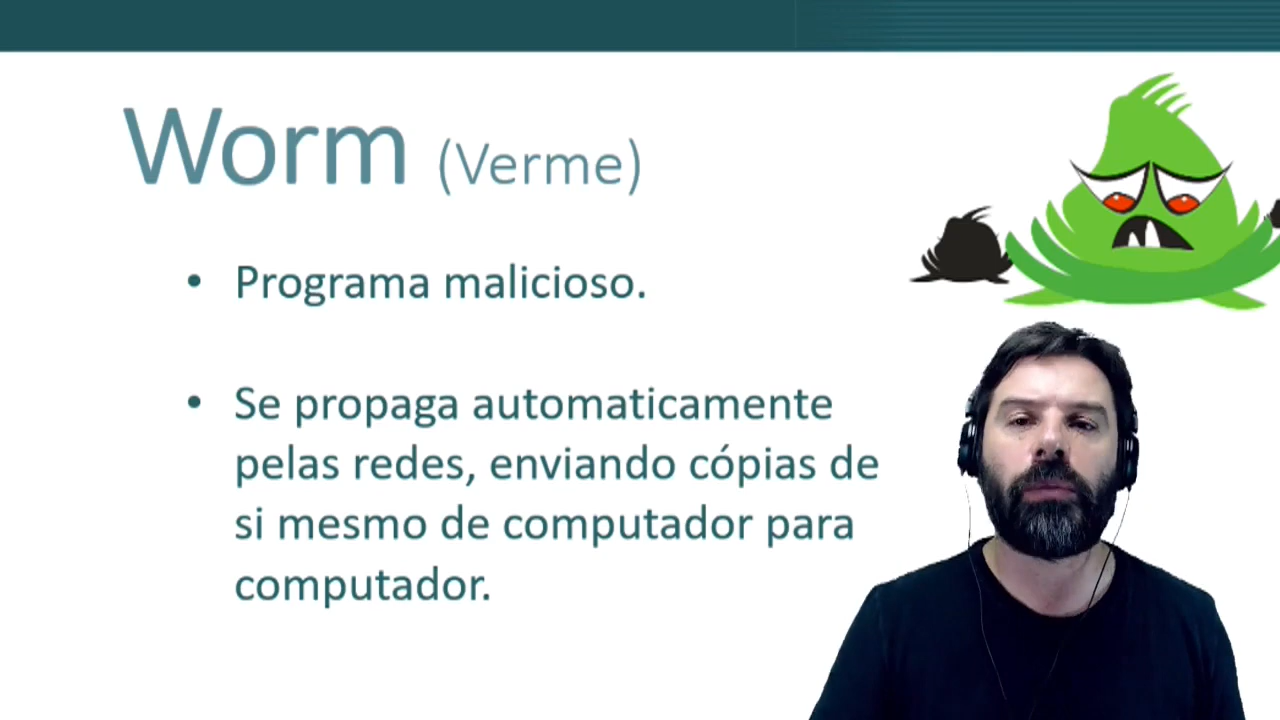 Worm (Verme)
• Programa malicioso.
• Se propaga automaticamente
pelas redes, enviando cópias de
si mesmo de computador para
computador.